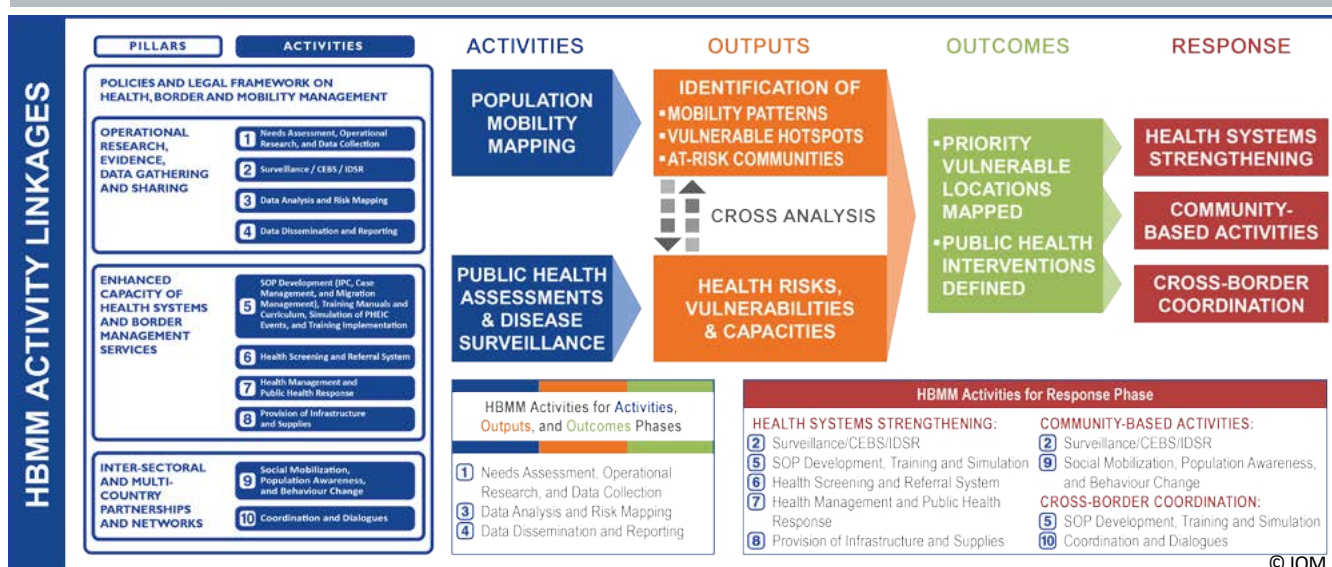 HBMM ACTIVITY LINKAGES
PILLARS
ACTIVITIES
POLICIES AND LEGAL FRAMEWORK ON
HEALTH, BORDER AND MOBILITY MANAGEMENT
OPERATIONAL
RESEARCH,
EVIDENCE,
DATA GATHERING
AND SHARING
1 Needs Assessment, Operational
Research, and Data Collection
2 Surveillance / CEBS / IDSR
3 Data Analysis and Risk Mapping
4 Data Dissemination and Reporting
ENHANCED
CAPACITY OF
HEALTH SYSTEMS
AND BORDER
MANAGEMENT
SERVICES
5 SOP Development (IPC, Case
Management, and Migration
Management), Training Manuals and
Curriculum, Simulation of PHEIC
Events, and Training Implementation
6 Health Screening and Referral System
7 Health Management and
Public Health Response
8 Provision of Infrastructure
and Supplies
INTER-SECTORAL
AND MULTI-
COUNTRY
PARTNERSHIPS
AND NETWORKS
9 Social Mobilization,
Population Awareness,
and Behaviour Change
10 Coordination and Dialogues
ACTIVITIES
POPULATION
MOBILITY
MAPPING
PUBLIC HEALTH
ASSESSMENTS
& DISEASE
SURVEILLANCE
OUTPUTS
IDENTIFICATION OF
▪ MOBILITY PATTERNS
▪ VULNERABLE HOTSPOTS
▪ AT-RISK COMMUNITIES
CROSS ANALYSIS
HEALTH RISKS,
VULNERABILITIES
& CAPACITIES
OUTCOMES
▪ PRIORITY
VULNERABLE
LOCATIONS
MAPPED
▪ PUBLIC HEALTH
INTERVENTIONS
DEFINED
RESPONSE
HEALTH SYSTEMS
STRENGTHENING
COMMUNITY-
BASED ACTIVITIES
CROSS-BORDER
COORDINATION
HBMM Activities for Activities,
Outputs, and Outcomes Phases
1 Needs Assessment, Operational
Research, and Data Collection
3 Data Analysis and Risk Mapping
4 Data Dissemination and Reporting
HBMM Activities for Response Phase
HEALTH SYSTEMS STRENGTHENING:
2 Surveillance/CEBS/IDSR
5 SOP Development, Training and Simulation
6 Health Screening and Referral System
7 Health Management and Public Health
Response
8 Provision of Infrastructure and Supplies
COMMUNITY-BASED ACTIVITIES:
2 Surveillance/CEBS/IDSR
9 Social Mobilization, Population Awareness,
and Behaviour Change
CROSS-BORDER COORDINATION:
5 SOP Development, Training and Simulation
10 Coordination and Dialogues
© IOM